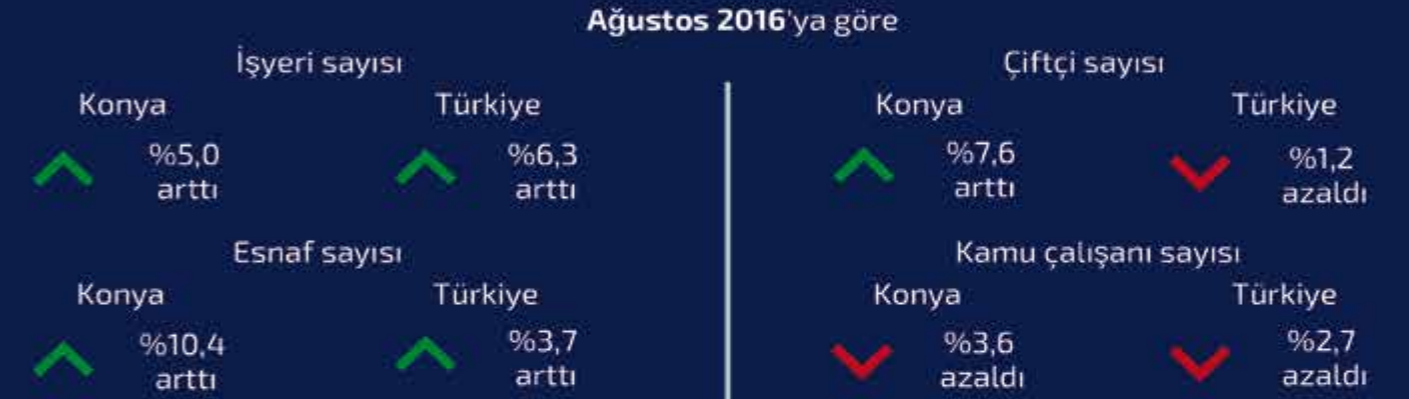 Ağustos 2016'ya göre
İşyeri sayısı
Konya
Türkiye
%5,0
arttı
%6,3
arttı
Esnaf sayısı
Konya
Türkiye
%10,4
arttı
%3,7
arttı
Çiftçi sayısı
Konya
Türkiye
%7,6
arttı
%1,2
azaldı
Kamu çalışanı sayısı
Konya
Türkiye
%3,6
azaldı
%2,7
azaldı